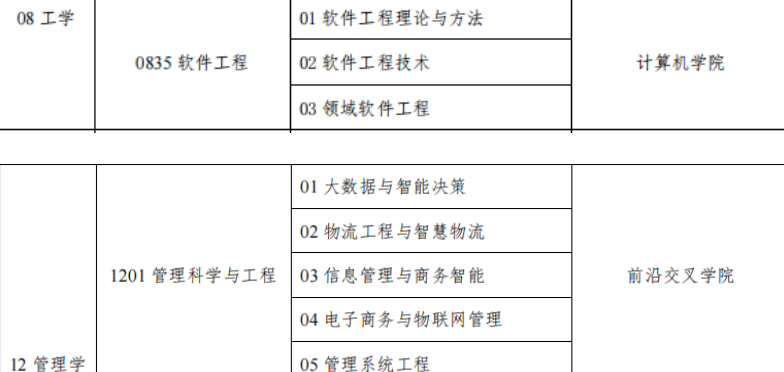 08 工学
01 软件工程理论与方法
0835 软件工程
02 软件工程技术
计算机学院
03 领域软件工程
01 大数据与智能决策
02 物流工程与智慧物流
1201 管理科学与工程
03 信息管理与商务智能
前沿交叉学院
04 电子商务与物联网管理
12 管理学
05 管理系统工程